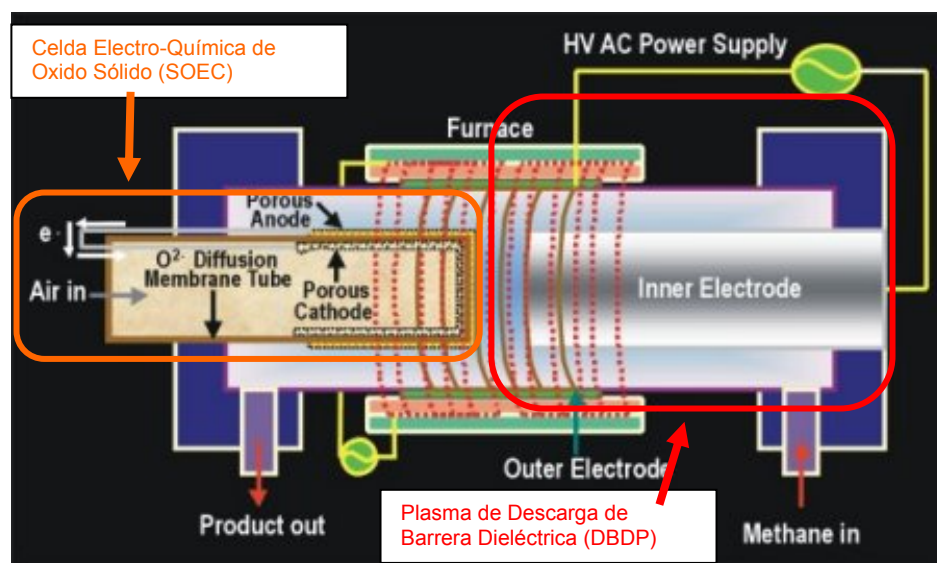 Celda Electro-Química de
Oxido Sólido (SOEC)
HV AC Power Supply
Furnace
Porous
Anode
e-
O2- Diffusion
Membrane Tube
Air in
Porous
Cathode
Inner Electrode
Outer Electrode
Product out
Plasma de Descarga de
Barrera Dieléctrica (DBDP)
Methane in